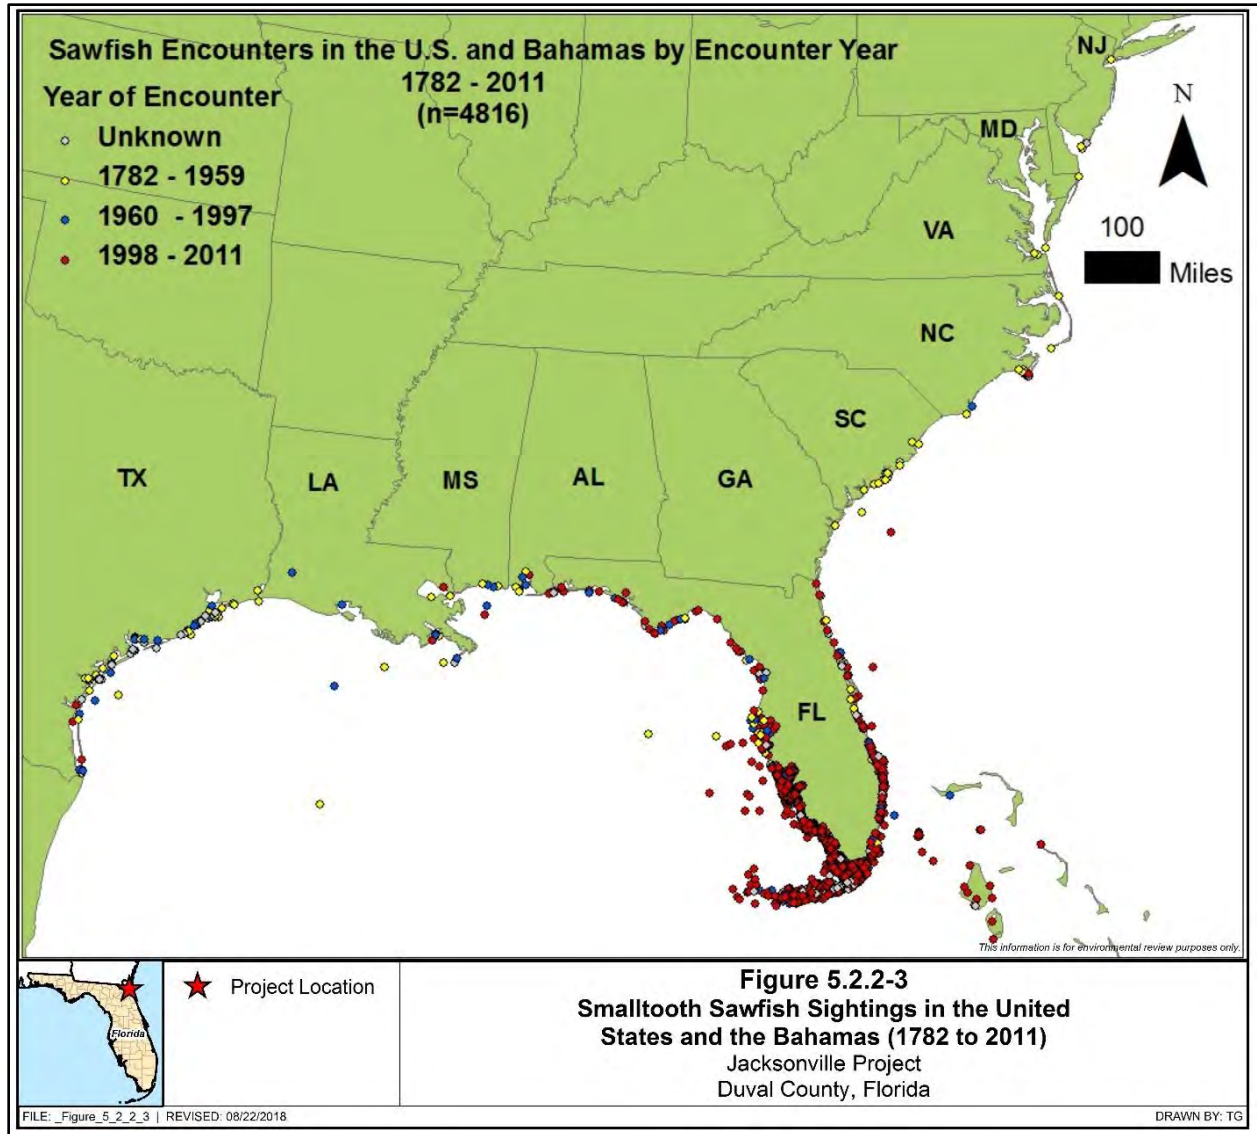 Sawfish Encounters in the U.S. and Bahamas by Encounter Year
1782 - 2011
(n=4816)
Year of Encounter
Unknown
1782 - 1959
1960 - 1997
1998 - 2011
NJ
N
MD
100
Miles
VA
NC
SC
TX
LA
MS
AL
GA
FL
This information is for environmental review purposes only.
Florida
Project Location
Figure 5.2.2-3
Smalltooth Sawfish Sightings in the United
States and the Bahamas (1782 to 2011)
Jacksonville Project
Duval County, Florida
FILE: _Figure_5_2_2_3 | REVISED: 08/22/2018
DRAWN BY: TG